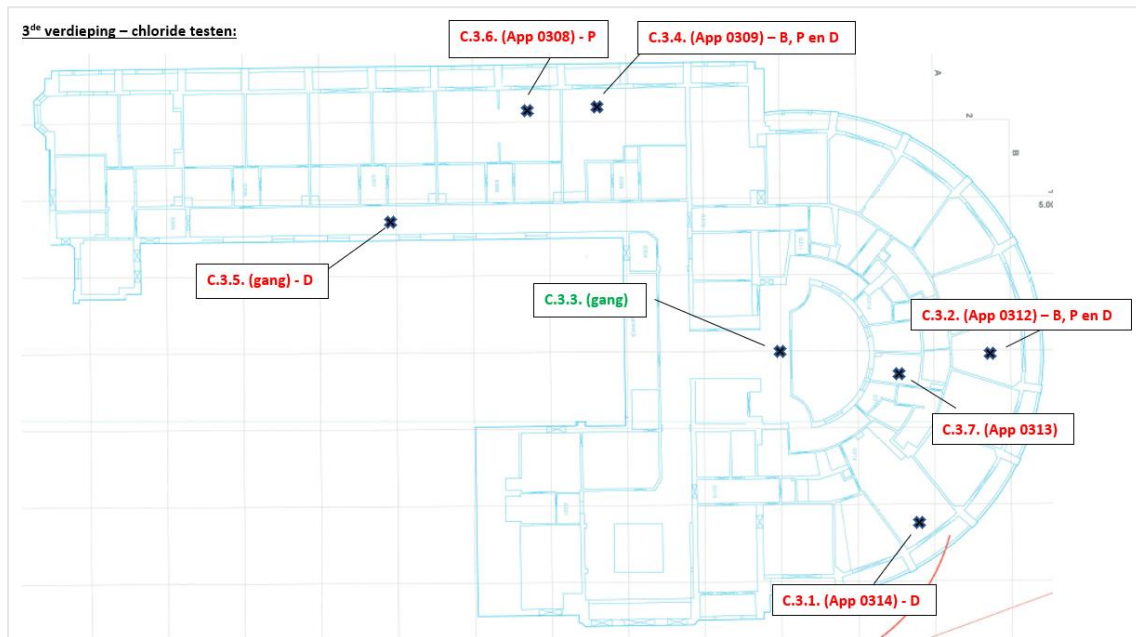 3de verdieping – chloride testen:
C.3.6. (App 0308) - P
C.3.4. (App 0309) – B, P en D
A
2
B
C.3.5. (gang) - D
C.3.3. (gang)
C.3.2. (App 0312) – B, P en D
C.3.7. (App 0313)
C.3.1. (App 0314) - D